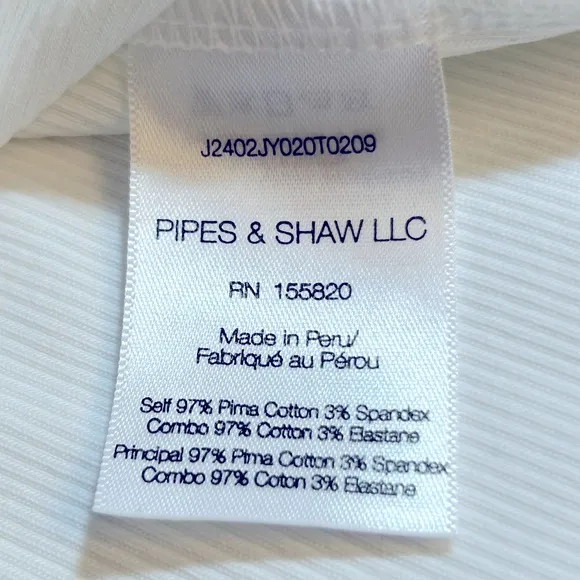 J2402JY020T0209
PIPES & SHAW LLC
RN 155820
Made in Peru/
Fabriqué au Pérou
Self 97% Pima Cotton 3% Spandex
Combo 97% Cotton 3% Elastane
Principal 97% Pima Cotton 3% Spandex
Combo 97% Coton 3% Elastane